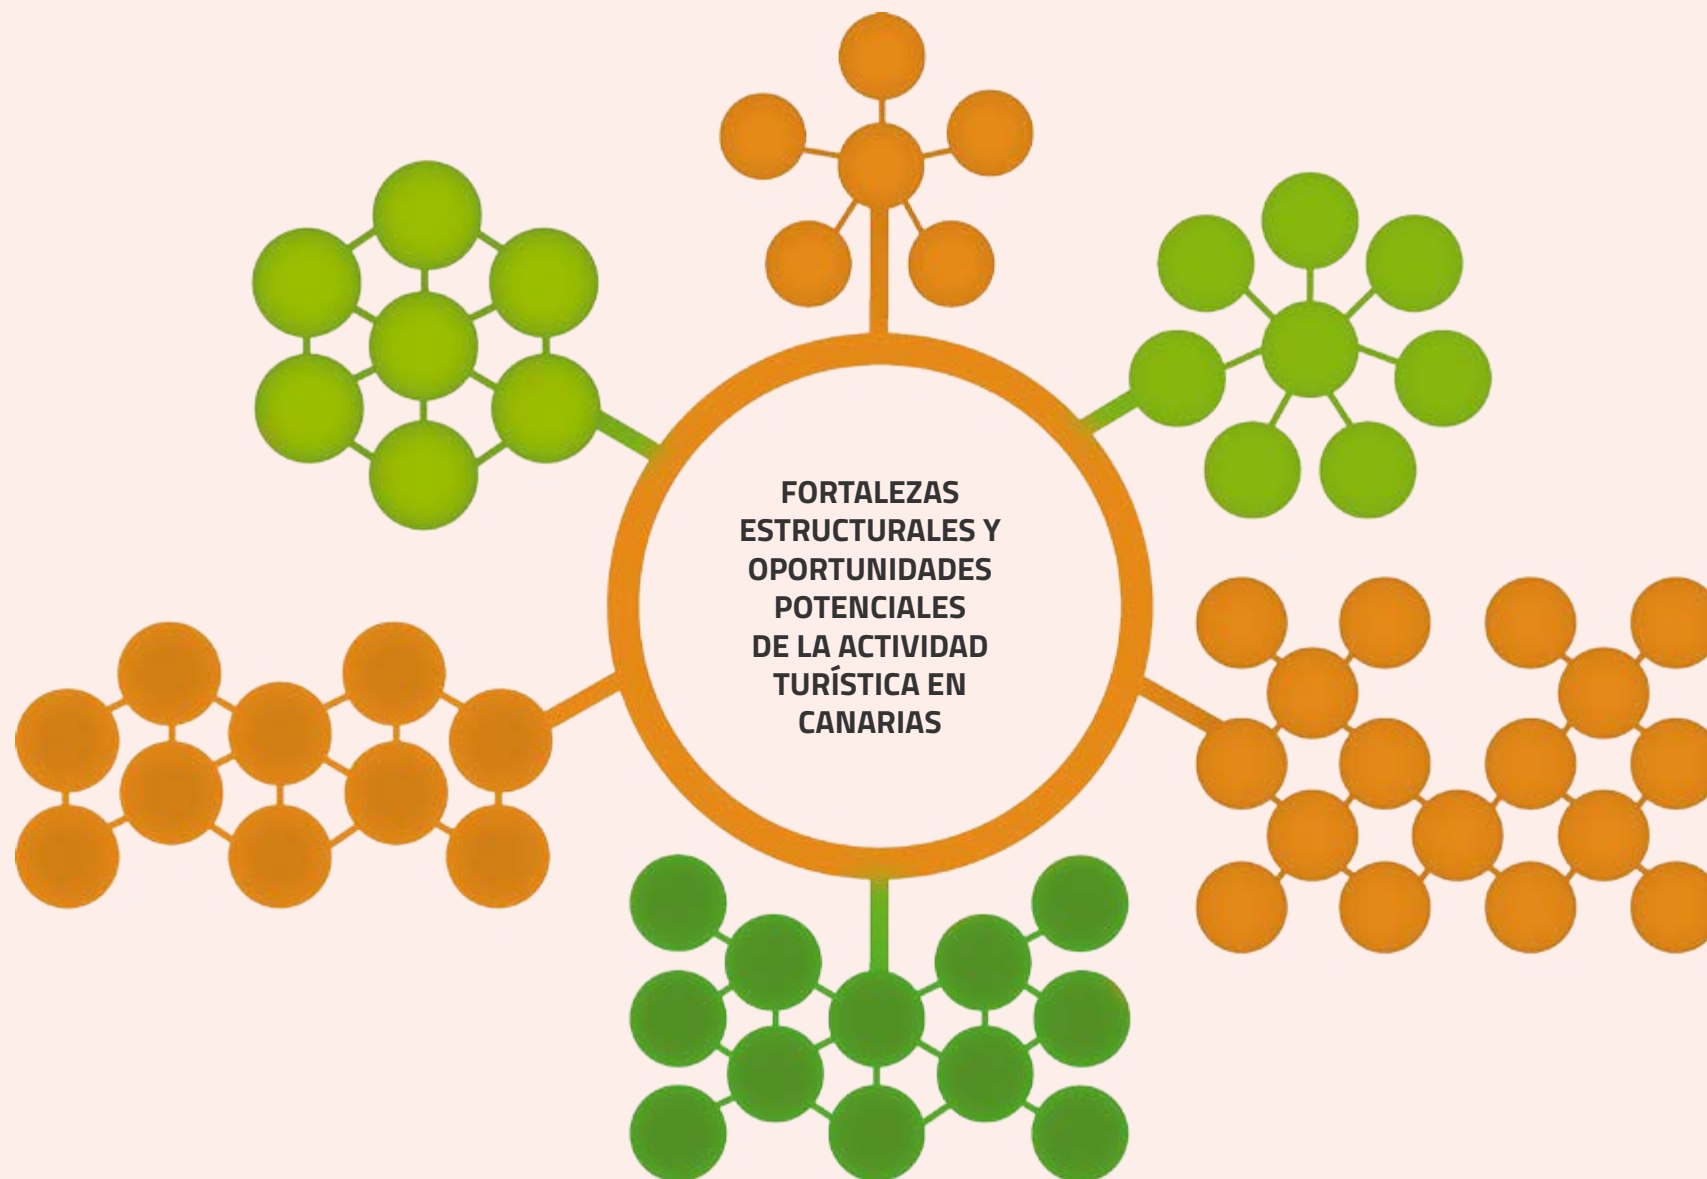 FORTALEZAS
ESTRUCTURALES Y
OPORTUNIDADES
POTENCIALES
DE LA ACTIVIDAD
TURÍSTICA EN
CANARIAS